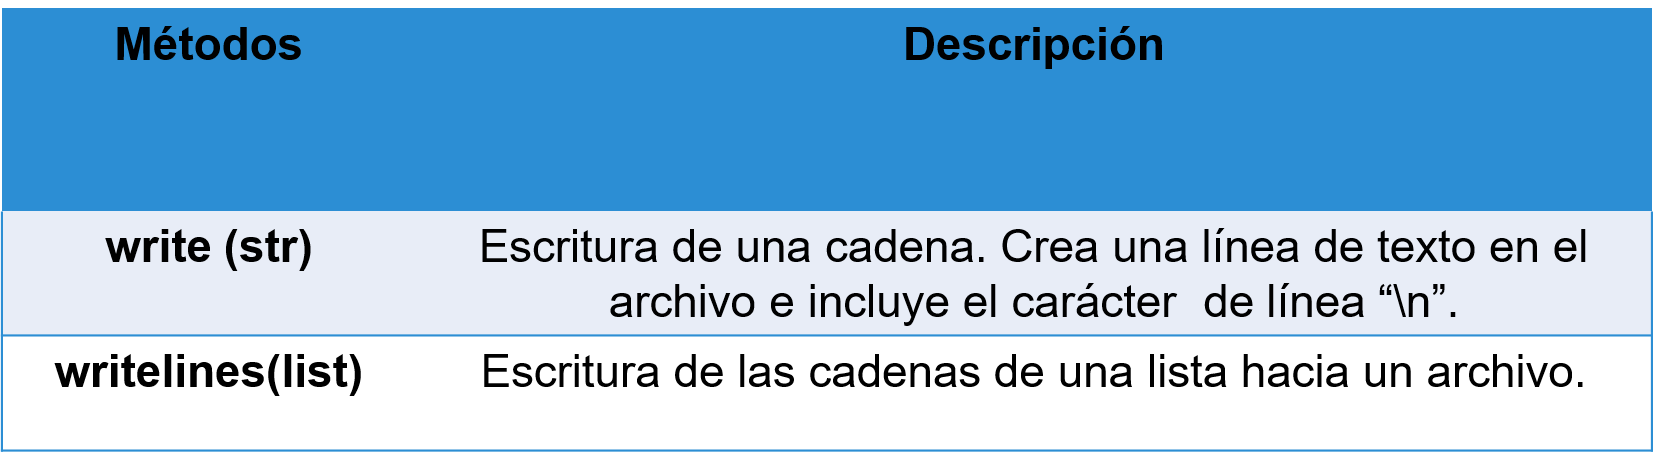 Métodos Descripción
write (str) Escritura de una cadena. Crea una línea de texto en el
archivo e incluye el carácter  de línea “\n”.
writelines(list) Escritura de las cadenas de una lista hacia un archivo.